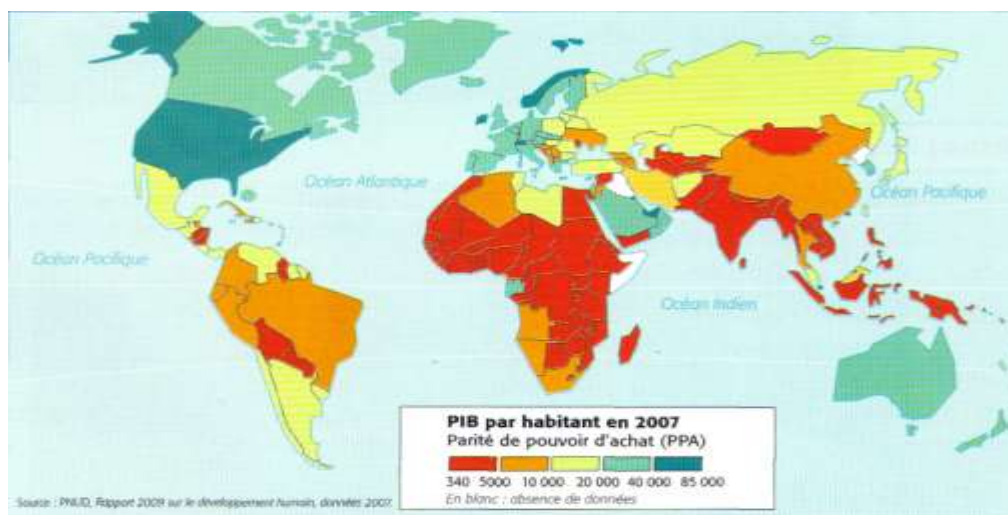 Océan Atlantique
Océan Pacifique
Océan Pacifique
Océan Indien
PIB par habitant en 2007
Parité de pouvoir d'achat (PPA)
340 5000 10 000 20 000 40 000 85 000
En blanc : absence de données
Source : PNUD, Rapport 2009 sur le développement humain, données 2007.